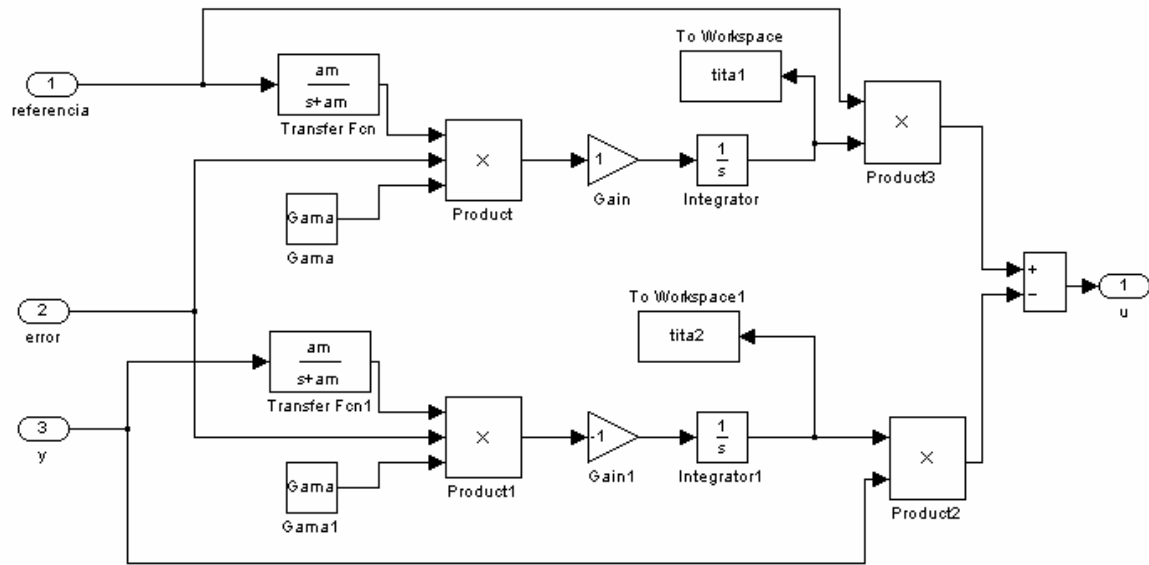 To Workspace
tita1
1
referencia
am
s+am
Transfer Fcn
×
Product
1
Gain
1
s
Integrator
×
Product3
Gama
Gama
+
−
1
u
2
error
To Workspace1
tita2
am
s+am
Transfer Fcn1
3
y
×
Product1
-1
Gain1
1
s
Integrator1
×
Product2
Gama
Gama1